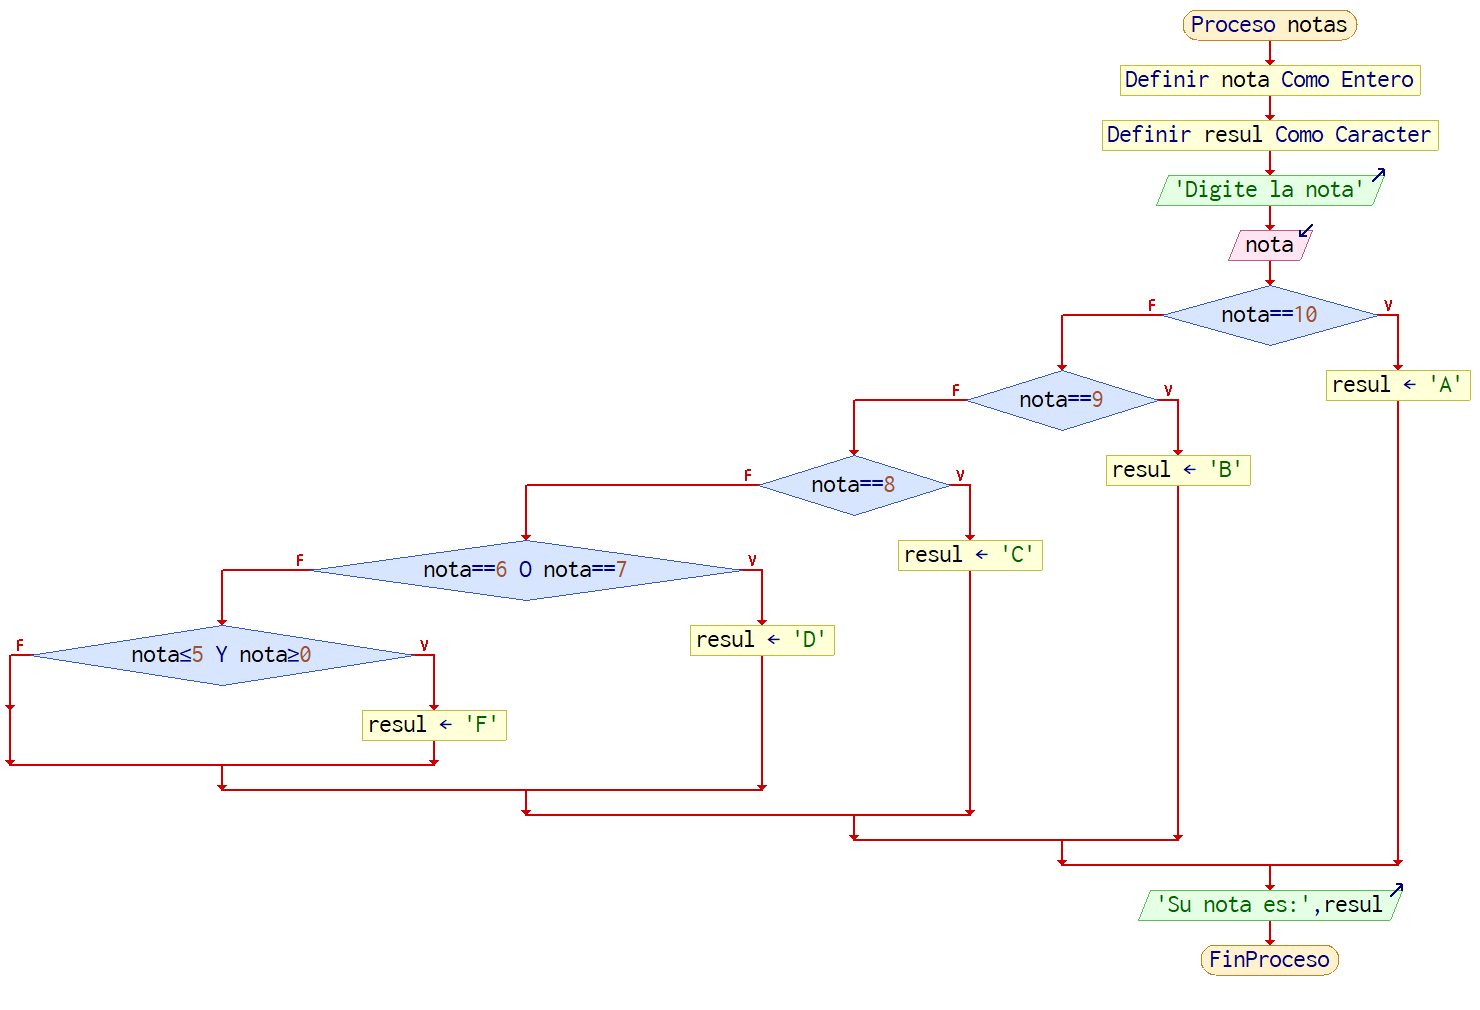 Proceso notas
Definir nota Como Entero
Definir resul Como Caracter
'Digite la nota'
nota
nota==10
F
V
resul ← 'A'
nota==9
F
V
resul ← 'B'
nota==8
F
V
resul ← 'C'
nota==6 O nota==7
F
V
resul ← 'D'
nota≤5 Y nota≥0
F
V
resul ← 'F'
'Su nota es:',resul
FinProceso